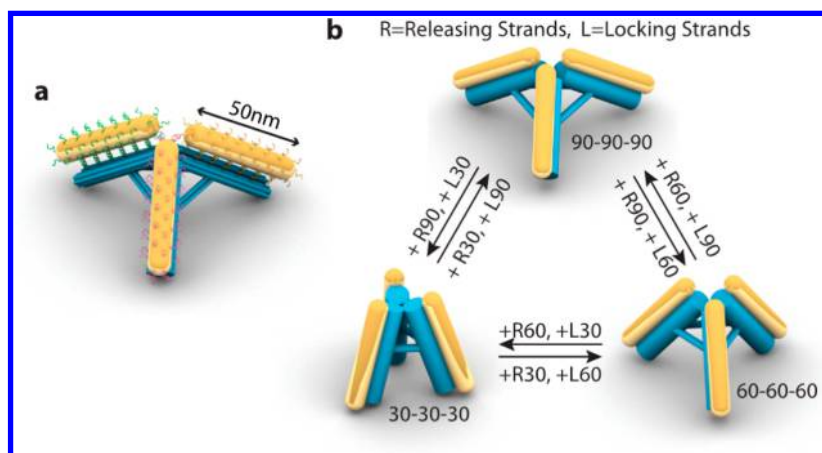 b R=Releasing Strands, L=Locking Strands
a
50nm
90-90-90
+ R90, + L30
+ R30, + L90
+ R60, + L90
+ R90, + L60
+R60, +L30
+R30, +L60
30-30-30
60-60-60